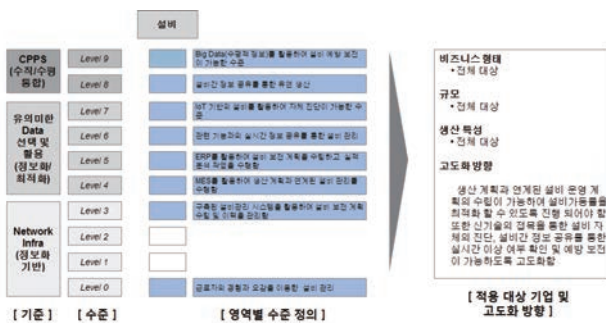 설비
CPPS
(수직/수평
통합)
Level 9
Big Data(수평적 정보)를 활용하여 설비 예방 보전
이 가능한 수준
Level 8
설비간 정보 공유를 통한 유연 생산
유의미한
Data
선택 및
활용
(정보화/
최적화)
Level 7
IoT 기반의 설비를 활용하여 자체 진단이 가능한 수
준
Level 6
관련 기능과의 실시간 정보 공유를 통한 설비 관리
Level 5
ERP를 활용하여 설비 보전 계획을 수립하고, 실적
분석 작업을 수행함
Level 4
MES를 활용하여 생산 계획과 연계된 설비 관리를
수행함
Network
Infra
(정보화
기반)
Level 3
구축된 설비관리 시스템을 활용하여 설비 보전 계획
수립 및 이력을 관리함
Level 2
Level 1
Level 0
근로자의 경험과 오감을 이용한 설비 관리
[ 기준 ]
[ 수준 ]
[ 영역별 수준 정의 ]
비즈니스 형태
•전체 대상
규모
•전체 대상
생산 특성
•전체 대상
고도화 방향
생산 계획과 연계된 설비 운영 계
획의 수립이 가능하여 설비가동률을
최적화 할 수 있도록 진행 되어야 함
또한 신기술의 접목을 통한 설비 자
체의 진단, 설비간 정보 공유를 통한
실시간 이상 여부 확인 및 예방 보전
이 가능하도록 고도화함
[ 적용 대상 기업 및
고도화 방향 ]